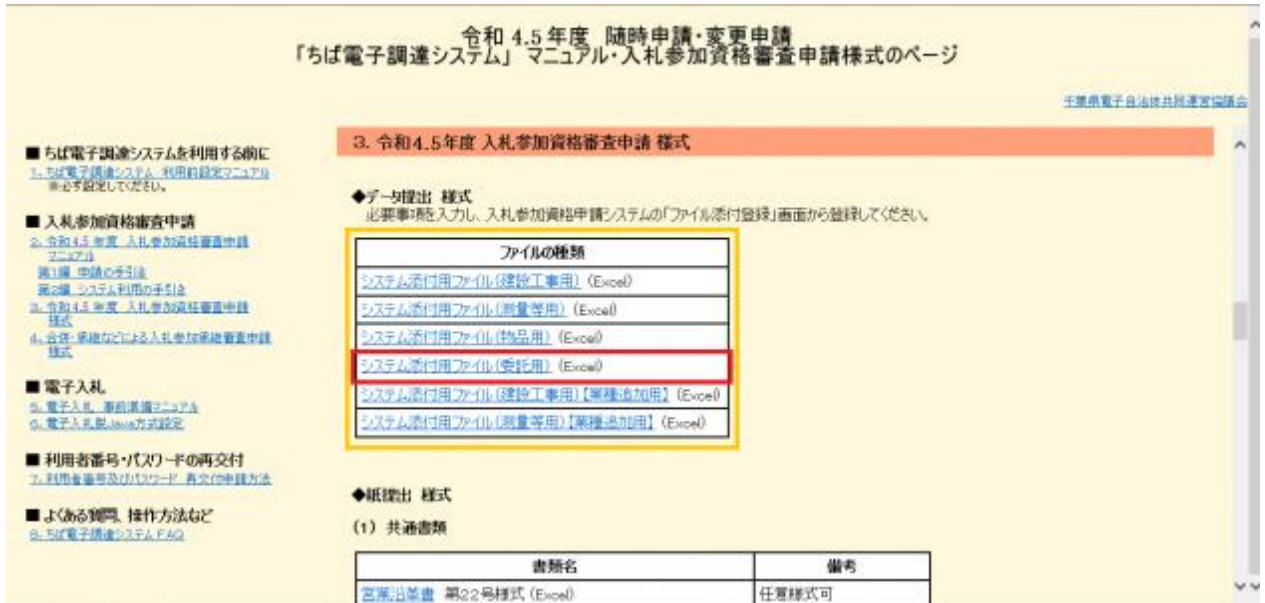 令和 4.5 年度 随時申請・変更申請
「ちば電子調達システム」 マニュアル・入札参加資格審査申請様式のページ
千葉県電子自治体共同運営協議会
■ ちば電子調達システムを利用する前に
1. ちば電子調達システム 利用前設定マニュアル
※必ず設定してください。
■ 入札参加資格審査申請
2. 令和4.5 年度 入札参加資格審査申請
マニュアル
第1編 申請の手引き
第2編 システム利用の手引き
3. 令和4.5 年度 入札参加資格審査申請
様式
4. 合併・承継などによる入札参加承継審査申請
様式
■ 電子入札
5. 電子入札 事前準備マニュアル
6. 電子入札脱Java方式設定
■ 利用者番号・パスワードの再交付
7. 利用者番号及びパスワード 再交付申請方法
■ よくある質問、操作方法など
8. ちば電子調達システム FAQ
3. 令和4.5年度 入札参加資格審査申請 様式
◆データ提出 様式
必要事項を入力し、入札参加資格申請システムの「ファイル添付登録」画面から登録してください。
ファイルの種類
システム添付用ファイル(建設工事用) (Excel)
システム添付用ファイル(測量等用) (Excel)
システム添付用ファイル(物品用) (Excel)
システム添付用ファイル(委託用) (Excel)
システム添付用ファイル(建設工事用)【業種追加用】 (Excel)
システム添付用ファイル(測量等用)【業種追加用】 (Excel)
◆紙提出 様式
(1) 共通書類
書類名 備考
営業沿革書 第22号様式 (Excel) 任意様式可